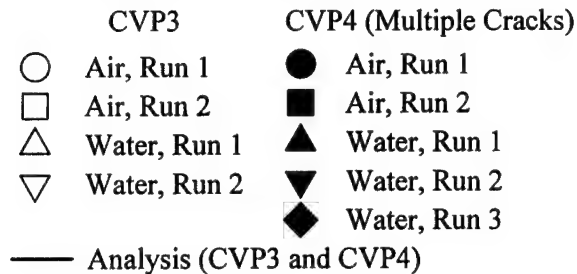 CVP3 CVP4 (Multiple Cracks)
Air, Run 1 Air, Run 1
Air, Run 2 Air, Run 2
Water, Run 1 Water, Run 1
Water, Run 2 Water, Run 2
Water, Run 3
Analysis (CVP3 and CVP4)